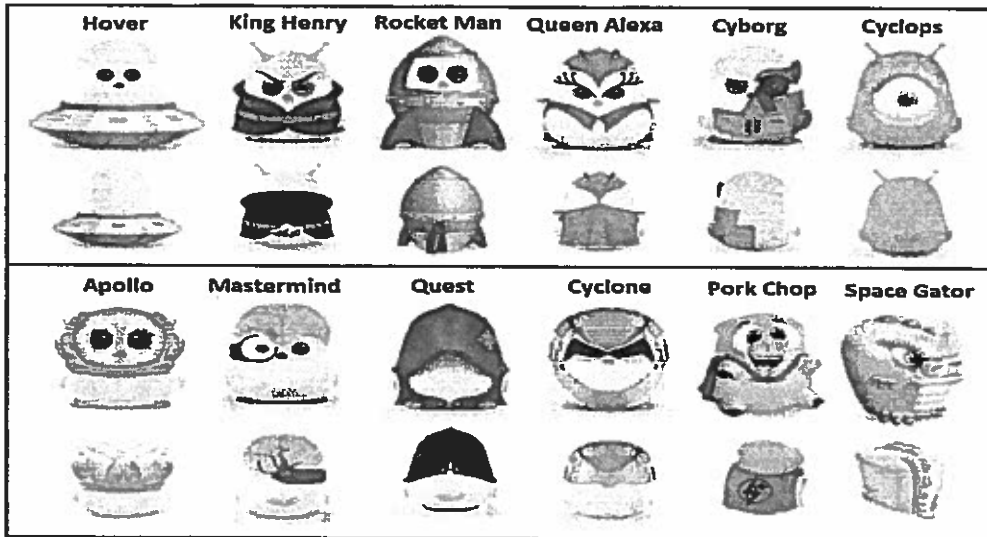 Hover King Henry Rocket Man Queen Alexa Cyborg Cyclops
Apollo Mastermind Quest Cyclone Pork Chop Space Gator